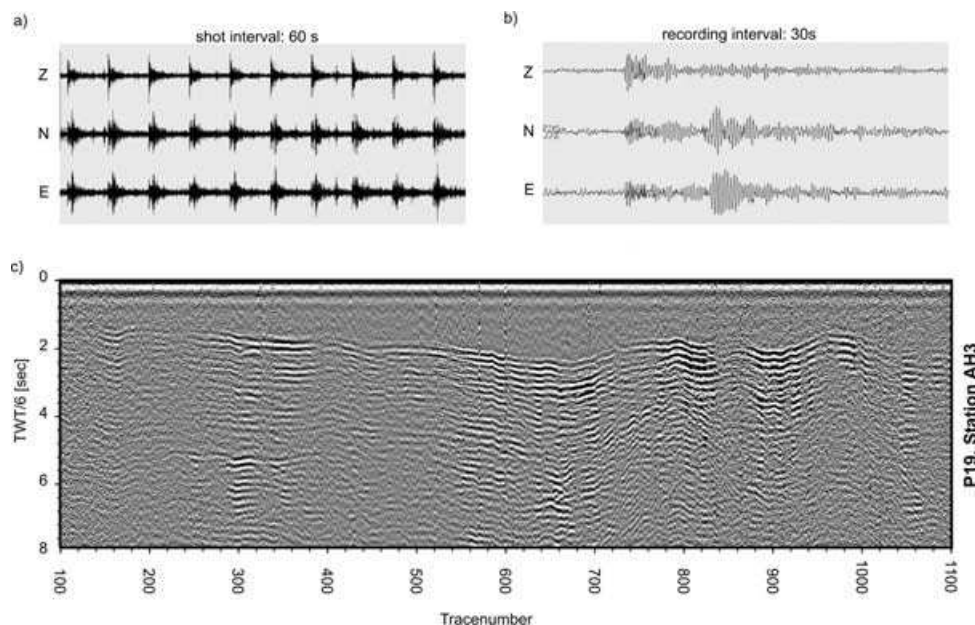 a)
shot interval: 60 s
Z
N
E
b)
recording interval: 30s
Z
N
E
c)
0
2
4
6
8
TWT/6 [sec]
100
200
300
400
500
600
700
800
900
1000
1100
Tracenumber
P19, Station AH3